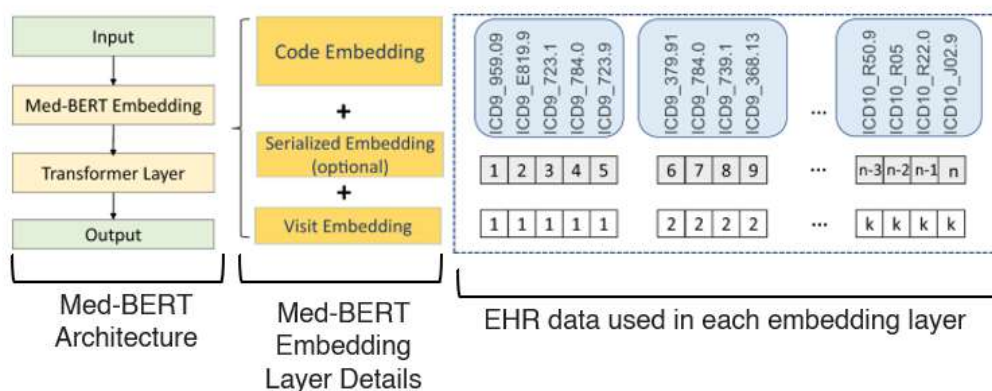 Input
Med-BERT Embedding
Transformer Layer
Output
Med-BERT
Architecture
Code Embedding
+
Serialized Embedding
(optional)
+
Visit Embedding
Med-BERT
Embedding
Layer Details
ICD9_959.09
ICD9_E819.9
ICD9_723.1
ICD9_784.0
ICD9_723.9
ICD9_379.91
ICD9_784.0
ICD9_739.1
ICD9_368.13
...
ICD10_R50.9
ICD10_R05
ICD10_R22.0
ICD10_J02.9
1 2 3 4 5 6 7 8 9 ... n-3 n-2 n-1 n
1 1 1 1 1 2 2 2 2 ... k k k k
EHR data used in each embedding layer